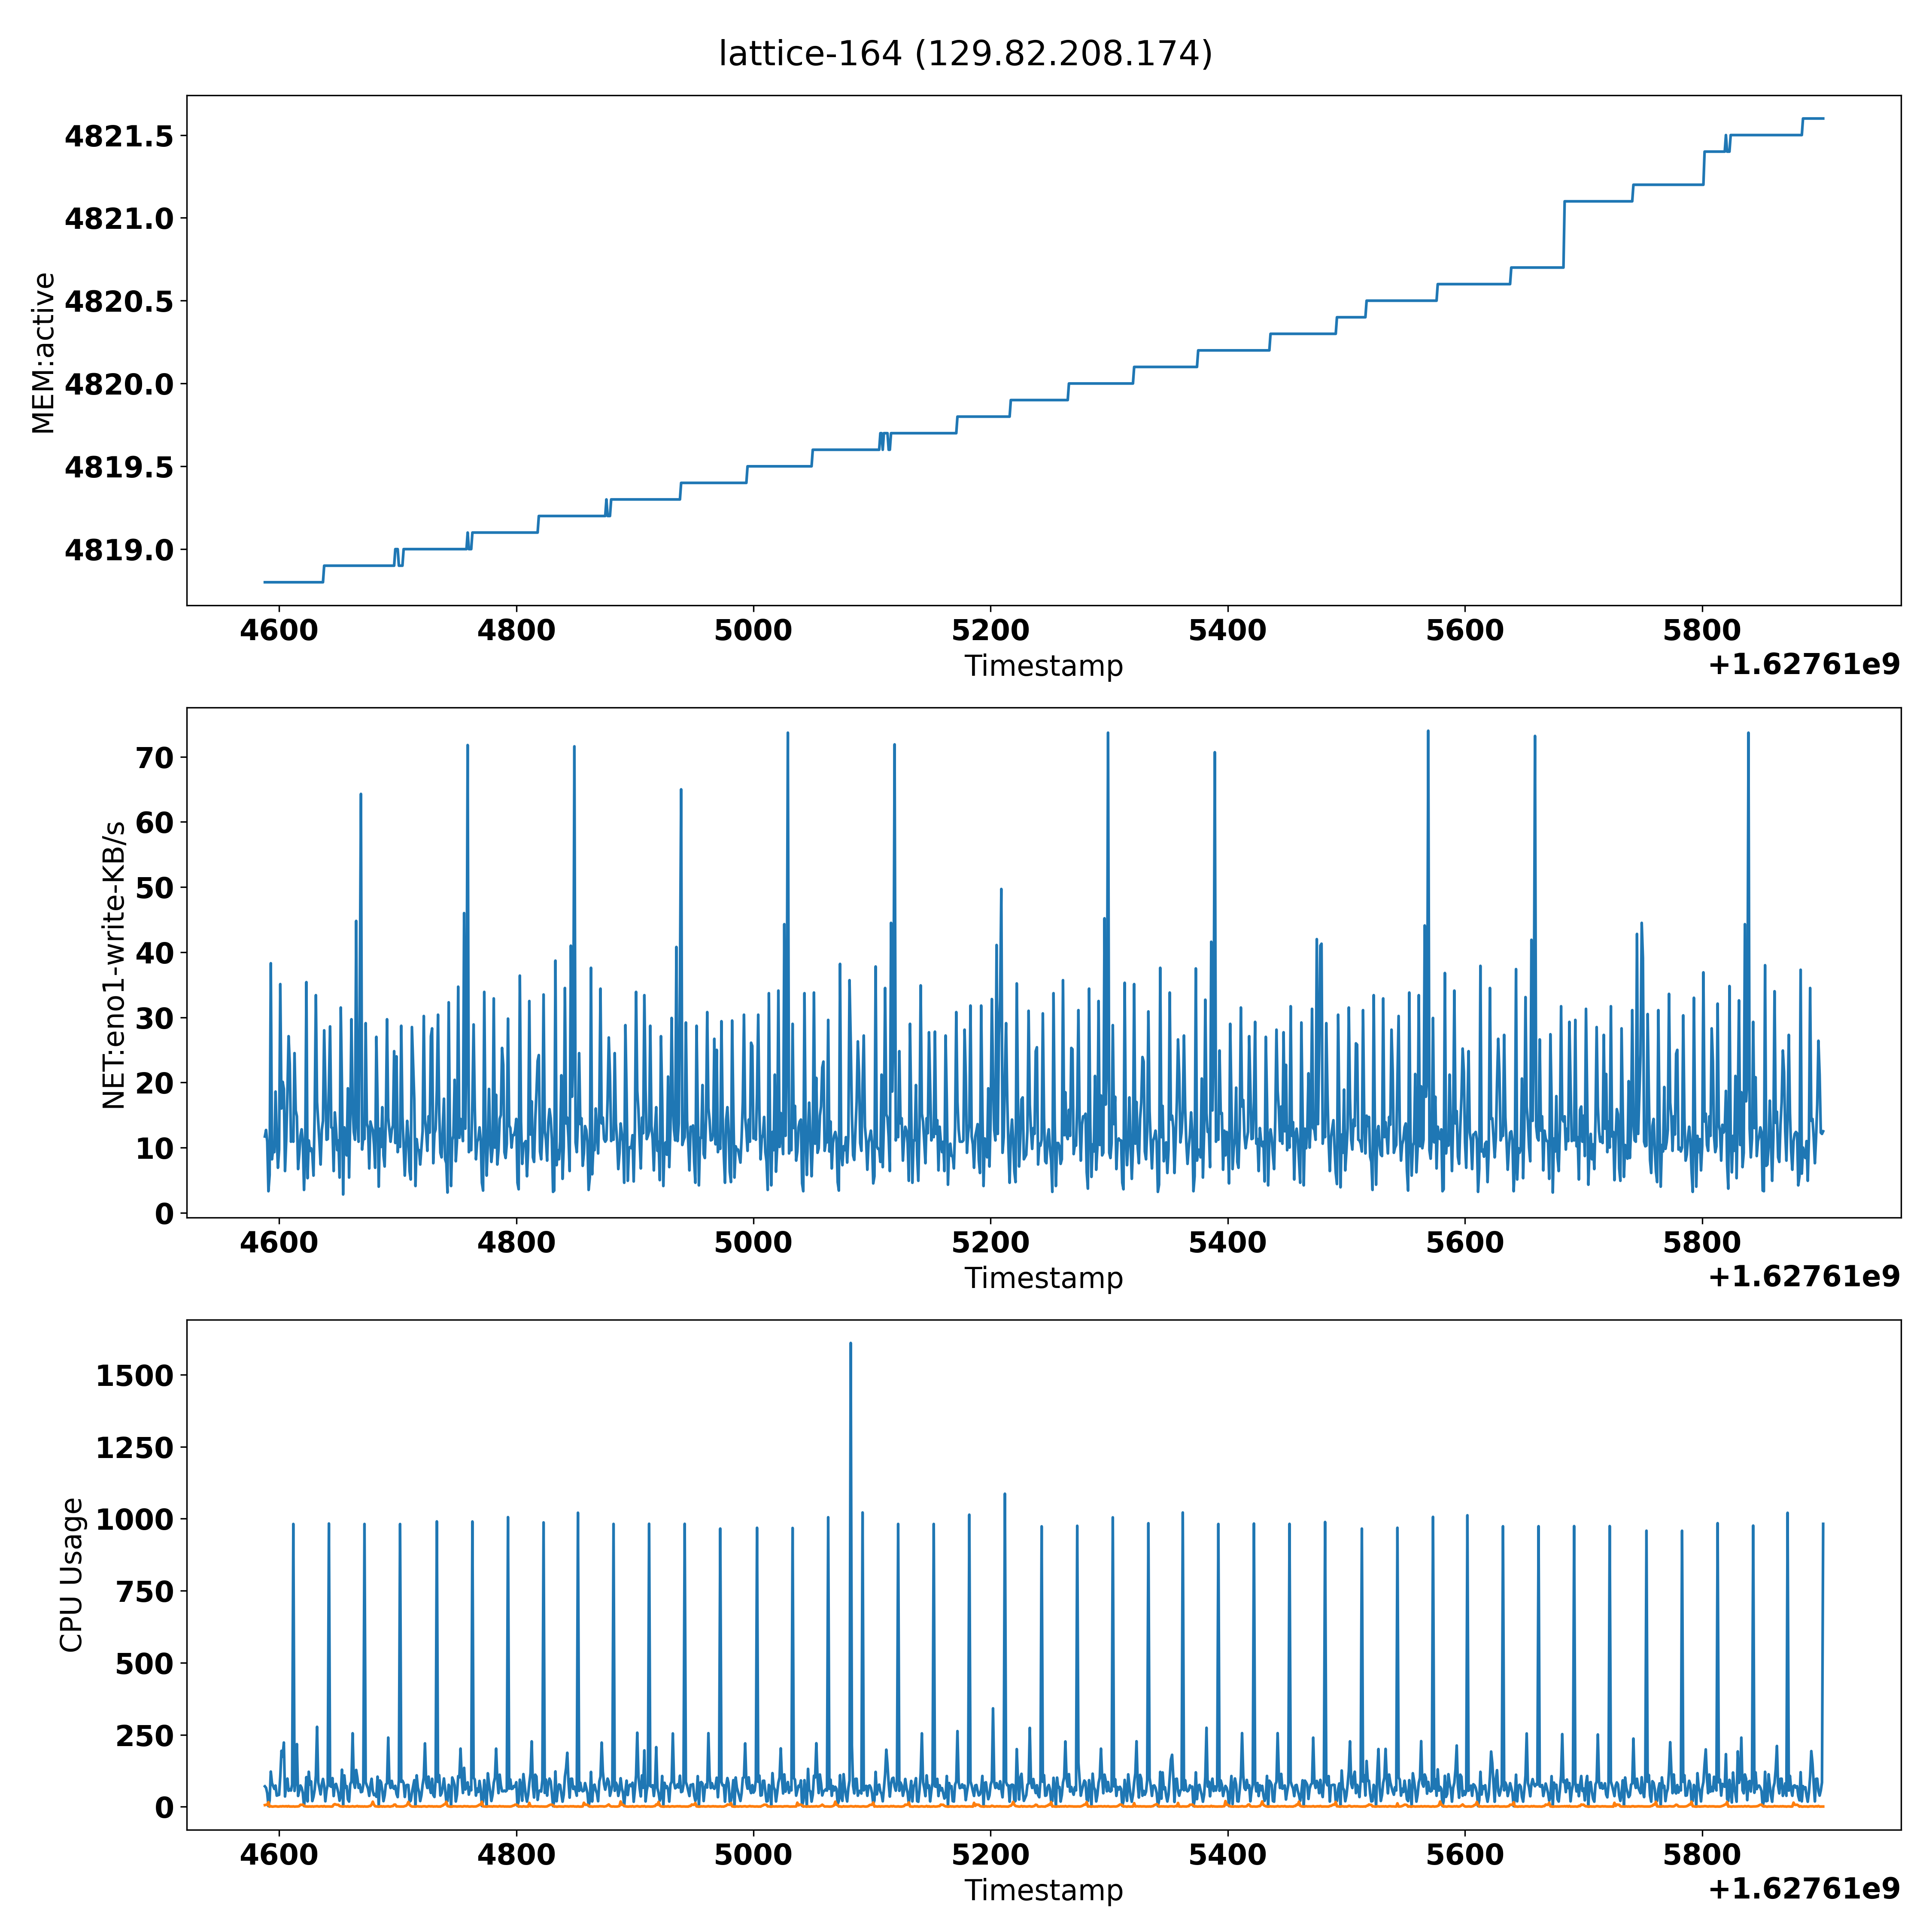 lattice-164 (129.82.208.174)
MEM:active
4821.5
4821.0
4820.5
4820.0
4819.5
4819.0
4600 4800 5000 5200 5400 5600 5800
Timestamp
+1.62761e9
NET:eno1-write-KB/s
70
60
50
40
30
20
10
0
4600 4800 5000 5200 5400 5600 5800
Timestamp
+1.62761e9
CPU Usage
1500
1250
1000
750
500
250
0
4600 4800 5000 5200 5400 5600 5800
Timestamp
+1.62761e9